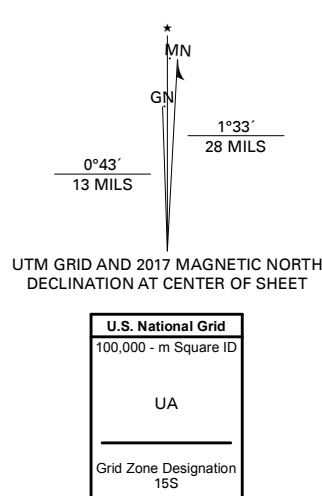 ★
MN
GN
1°33´
28 MILS
0°43´
13 MILS
UTM GRID AND 2017 MAGNETIC NORTH
DECLINATION AT CENTER OF SHEET
U.S. National Grid
100,000 - m Square ID
UA
Grid Zone Designation
15S